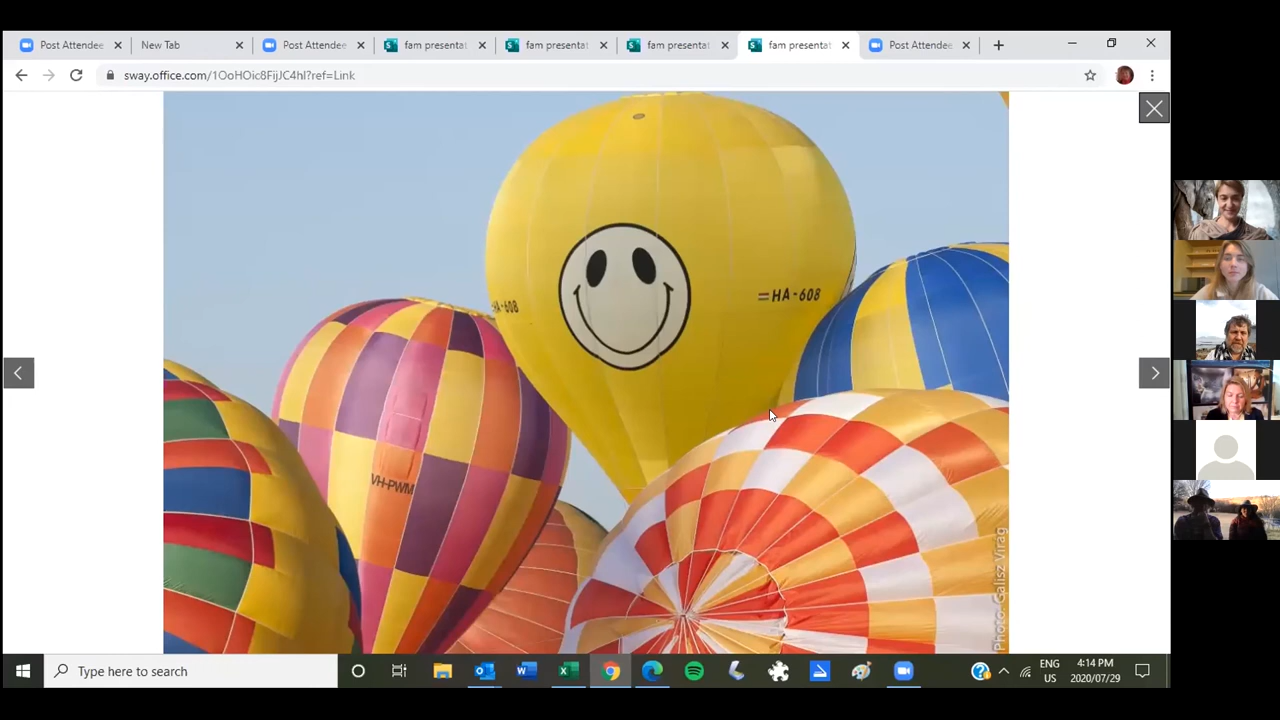 Post Attendee
New Tab
Post Attendee
fam presentat
fam presentat
fam presentat
fam presentat
Post Attendee
sway.office.com/1OoHOic8FijJC4hl?ref=Link
HA-608
HA-608
VH-PWM
Photo: Galisz Virag
Type here to search
ENG
US
4:14 PM
2020/07/29